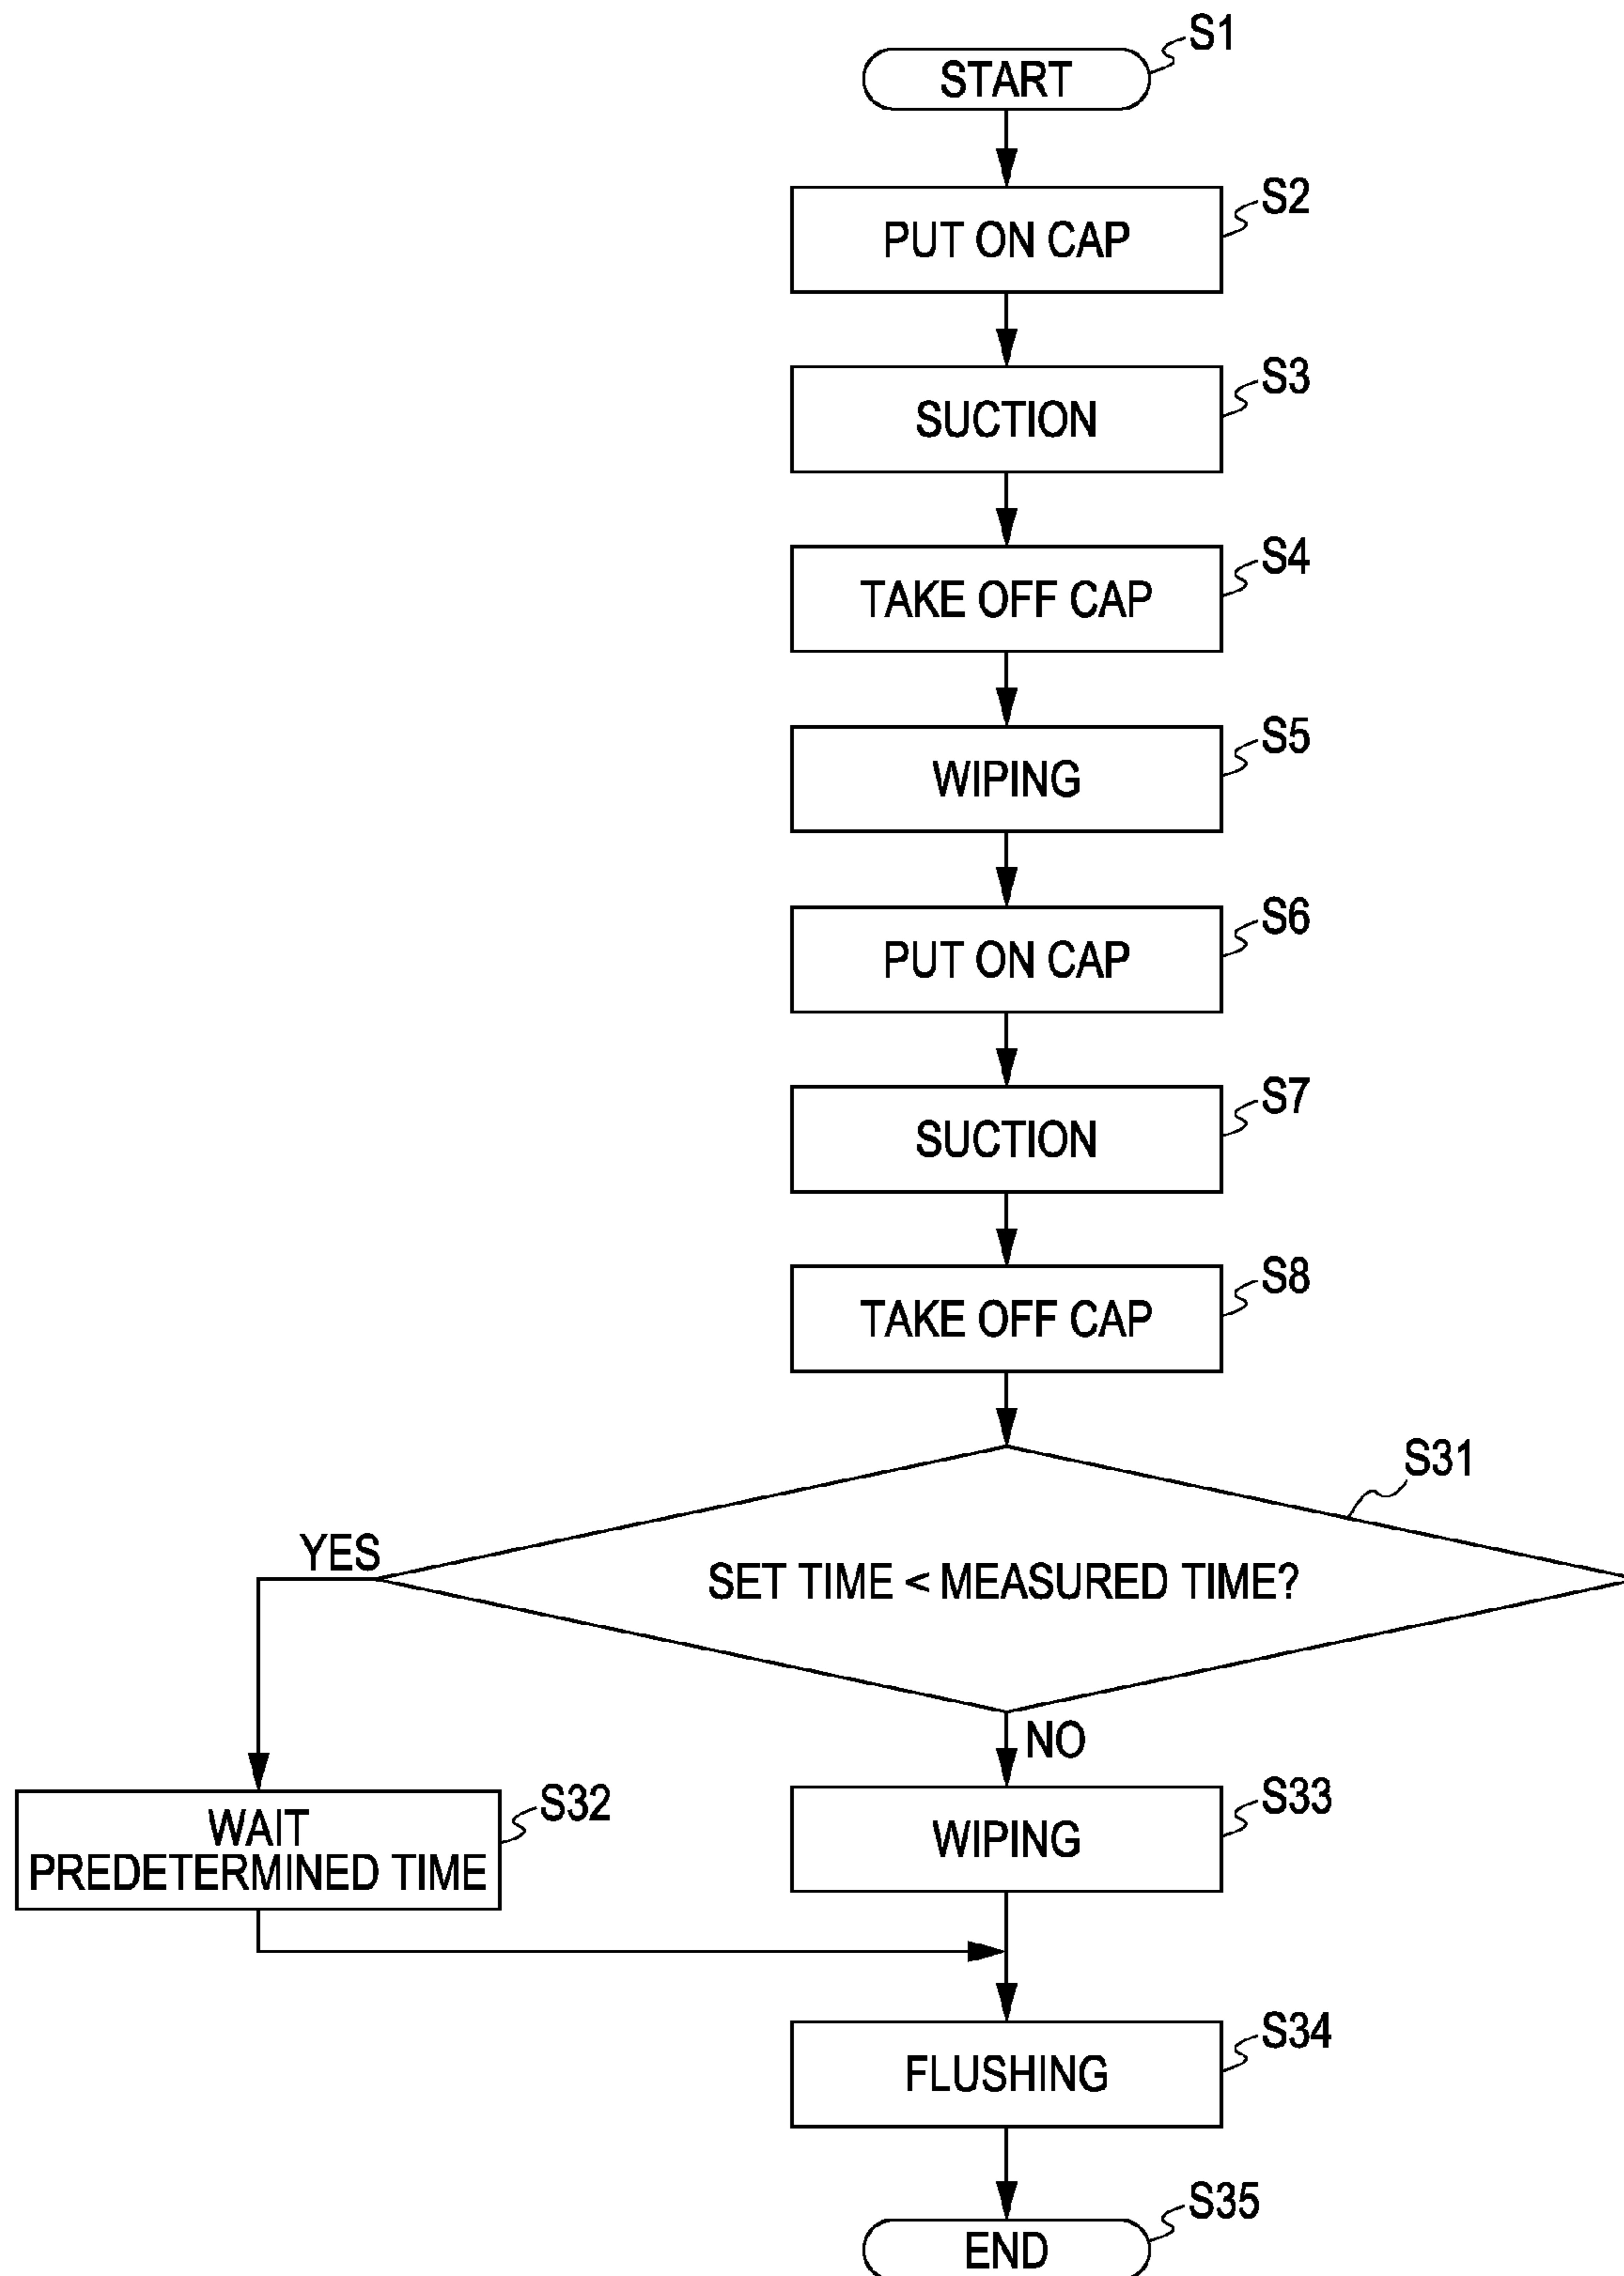 S1
START
S2
PUT ON CAP
S3
SUCTION
S4
TAKE OFF CAP
S5
WIPING
S6
PUT ON CAP
S7
SUCTION
S8
TAKE OFF CAP
S31
YES
SET TIME < MEASURED TIME?
NO
S32
WAIT
PREDETERMINED TIME
S33
WIPING
S34
FLUSHING
S35
END